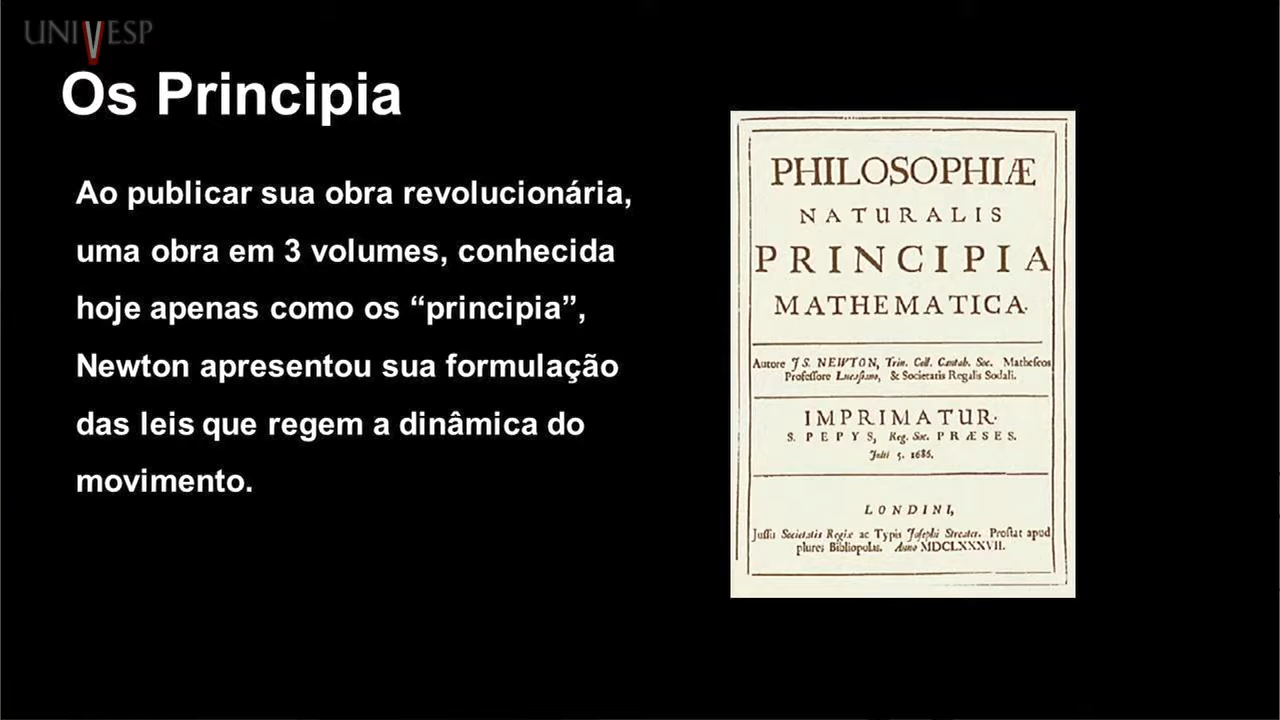 UNIVESP
Os Principia
Ao publicar sua obra revolucionária,
uma obra em 3 volumes, conhecida
hoje apenas como os “principia”,
Newton apresentou sua formulação
das leis que regem a dinâmica do
movimento.
PHILOSOPHIÆ
NATURALIS
PRINCIPIA
MATHEMATICA.
Autore JS. NEWTON, Trin. Coll. Cantab. Soc. Matheseos
Professore Lucasiano, & Societatis Regalis Sodali.
IMPRIMATUR·
S. PEPYS, Reg. Soc. PRÆSES.
Julii 5. 1686.
LONDINI,
Jussu Societatis Regiæ ac Typis Josephi Streater. Prostat apud
plures Bibliopolas. Anno MDCLXXXVII.